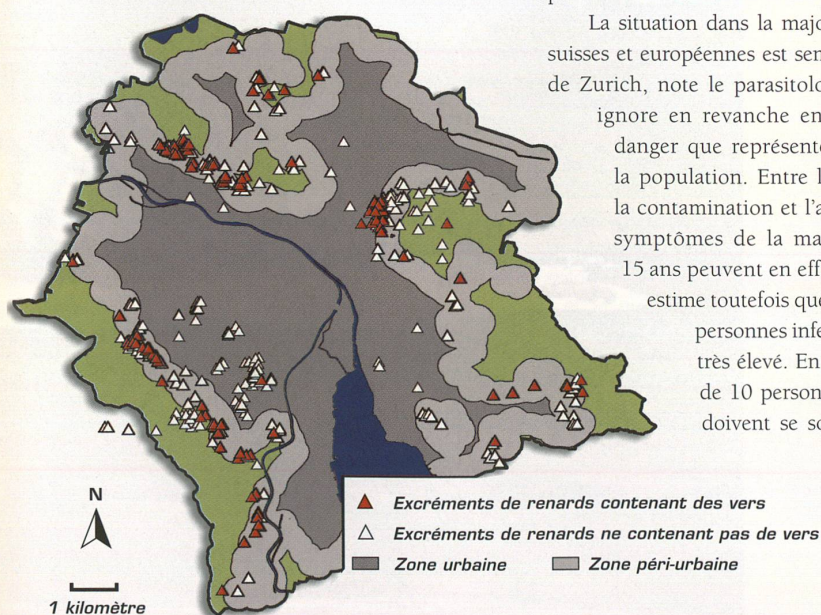 La situation dans la majo
suisses et européennes est sen
de Zurich, note le parasitolo
ignore en revanche en
danger que représente
la population. Entre l
la contamination et l'a
symptômes de la ma
15 ans peuvent en eff
estime toutefois que
personnes infe
très élevé. En
de 10 person
doivent se so
N
1 kilomètre
Excréments de renards contenant des vers
Excréments de renards ne contenant pas de vers
Zone urbaine
Zone péri-urbaine